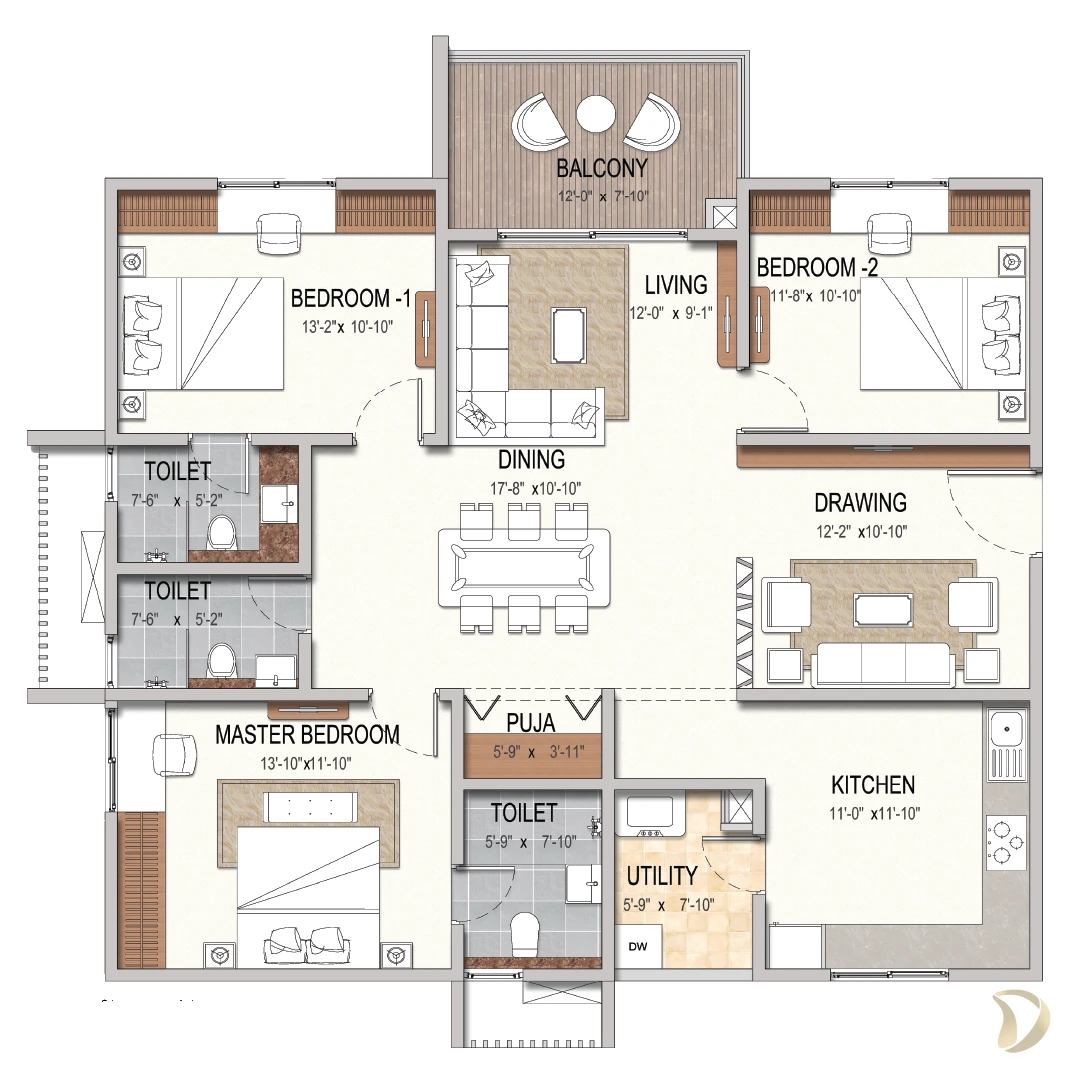 BALCONY
12'-0" x 7'-10"
BEDROOM -1
13'-2"x 10'-10"
LIVING
12'-0" x 9'-1"
BEDROOM -2
11'-8"x 10'-10"
TOILET
7'-6" x 5'-2"
DINING
17'-8" x10'-10"
DRAWING
12'-2" x10'-10"
TOILET
7'-6" x 5'-2"
MASTER BEDROOM
13'-10"x11'-10"
PUJA
5'-9" x 3'-11"
KITCHEN
11'-0" x11'-10"
TOILET
5'-9" x 7'-10"
UTILITY
5'-9" x 7'-10"
DW